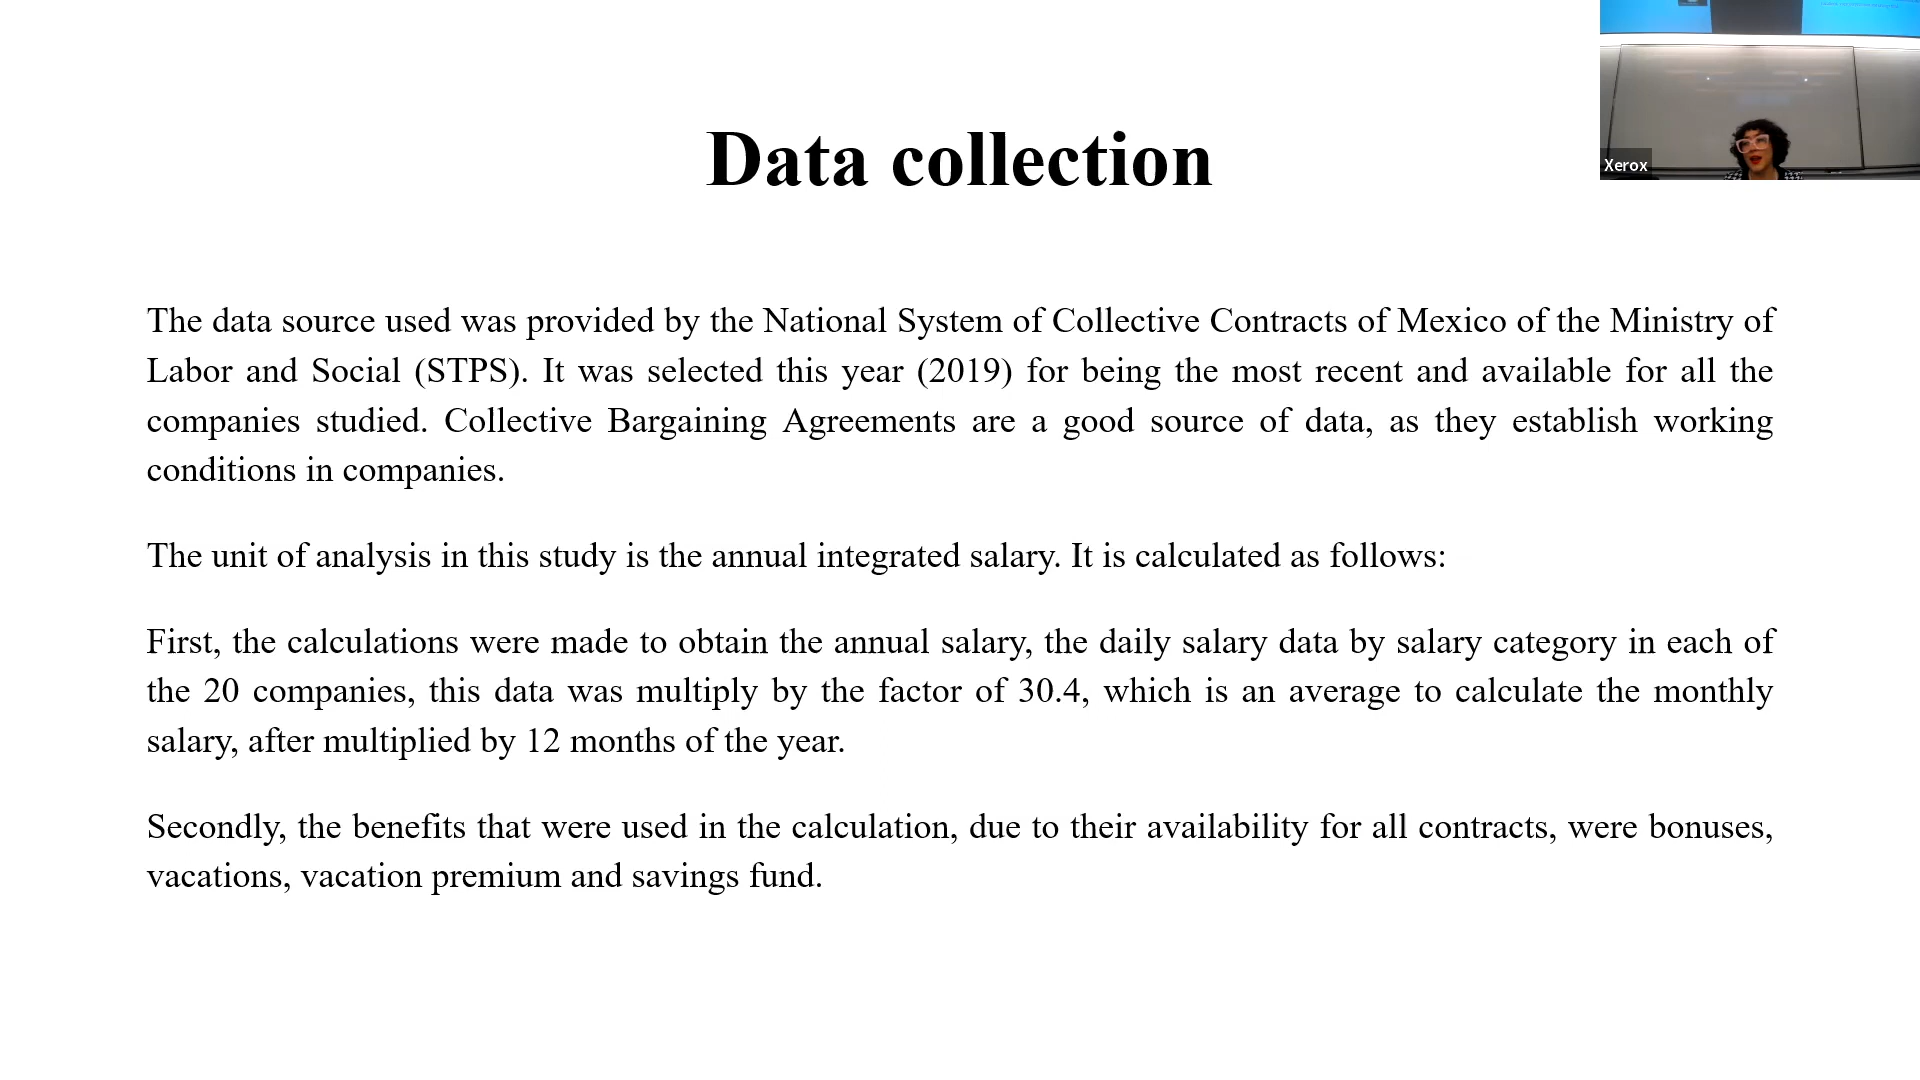 Data collection
Xerox
The data source used was provided by the National System of Collective Contracts of Mexico of the Ministry of
Labor and Social (STPS). It was selected this year (2019) for being the most recent and available for all the
companies studied. Collective Bargaining Agreements are a good source of data, as they establish working
conditions in companies.
The unit of analysis in this study is the annual integrated salary. It is calculated as follows:
First, the calculations were made to obtain the annual salary, the daily salary data by salary category in each of
the 20 companies, this data was multiply by the factor of 30.4, which is an average to calculate the monthly
salary, after multiplied by 12 months of the year.
Secondly, the benefits that were used in the calculation, due to their availability for all contracts, were bonuses,
vacations, vacation premium and savings fund.